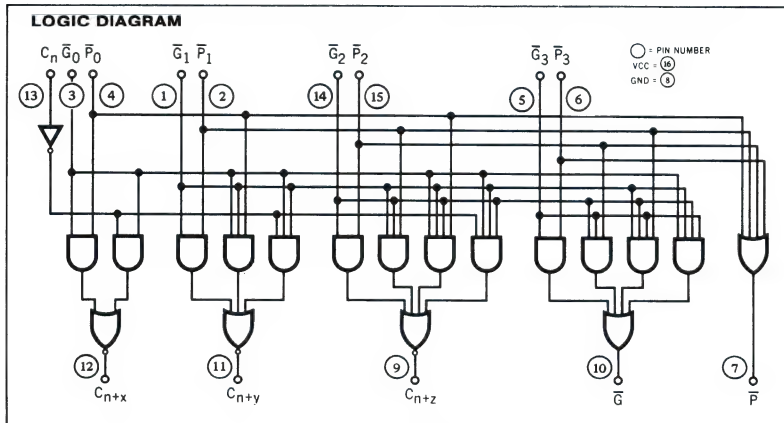 LOGIC DIAGRAM
Cn G̅0 P̅0 G̅1 P̅1 G̅2 P̅2 G̅3 P̅3
= PIN NUMBER
VCC = 16
GND = 8
13 3 4 1 2 14 15 5 6
12 11 9 10 7
Cn+x Cn+y Cn+z G̅ P̅